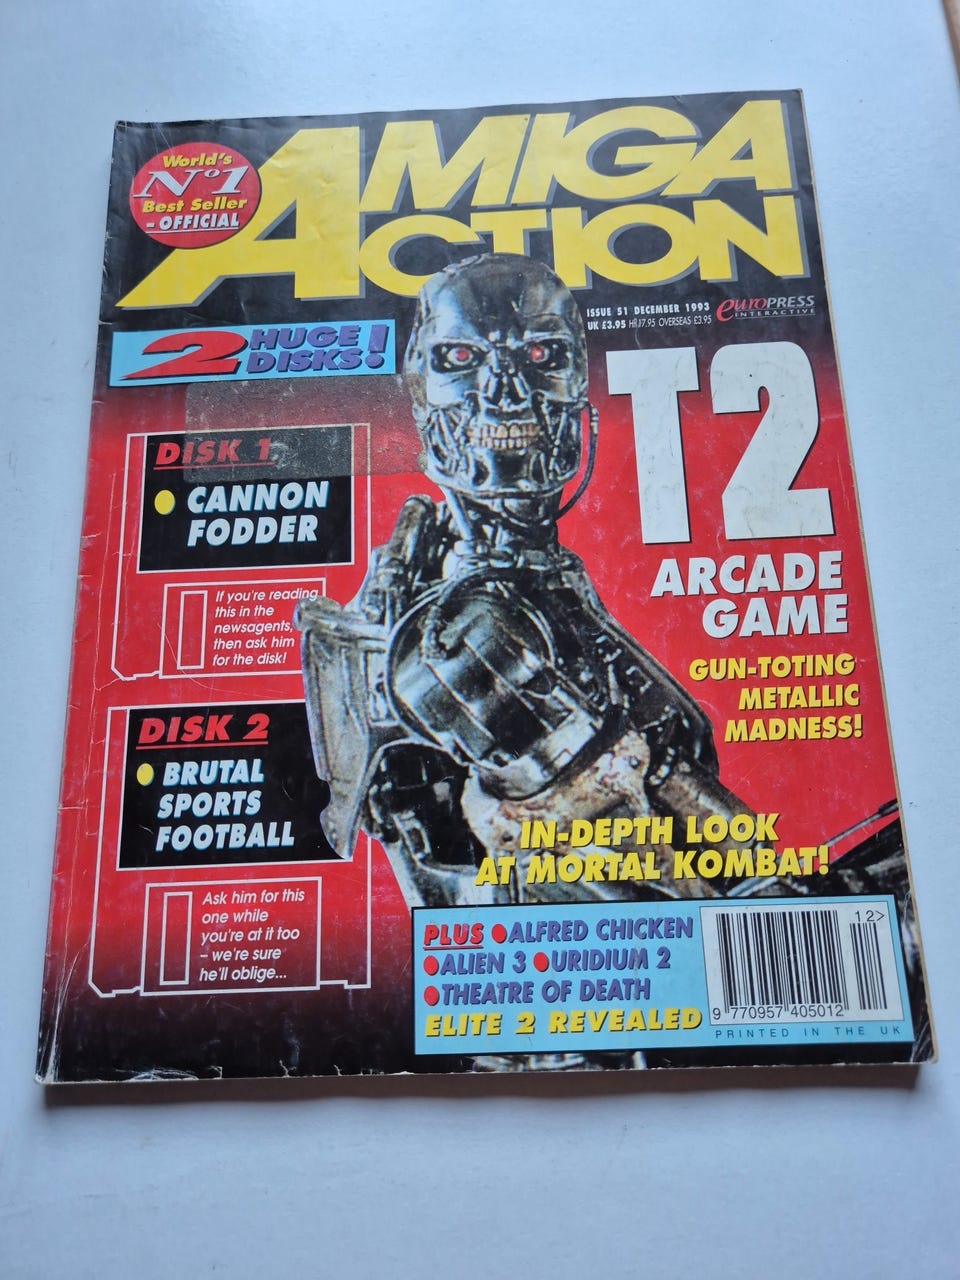 World's
Nº1
Best Seller
- OFFICIAL
AMIGA
ACTION
ISSUE 51 DECEMBER 1993
UK £3.95 Hfl 17.95 OVERSEAS £3.95
euroPRESS
INTERACTIVE
2 HUGE
DISKS!
T2
ARCADE
GAME
GUN-TOTING
METALLIC
MADNESS!
DISK 1
CANNON
FODDER
If you're reading
this in the
newsagents,
then ask him
for the disk!
DISK 2
BRUTAL
SPORTS
FOOTBALL
Ask him for this
one while
you're at it too
– we're sure
he'll oblige...
IN-DEPTH LOOK
AT MORTAL KOMBAT!
PLUS ●ALFRED CHICKEN
●ALIEN 3 ●URIDIUM 2
●THEATRE OF DEATH
ELITE 2 REVEALED
12>
9 770957 405012
PRINTED IN THE UK